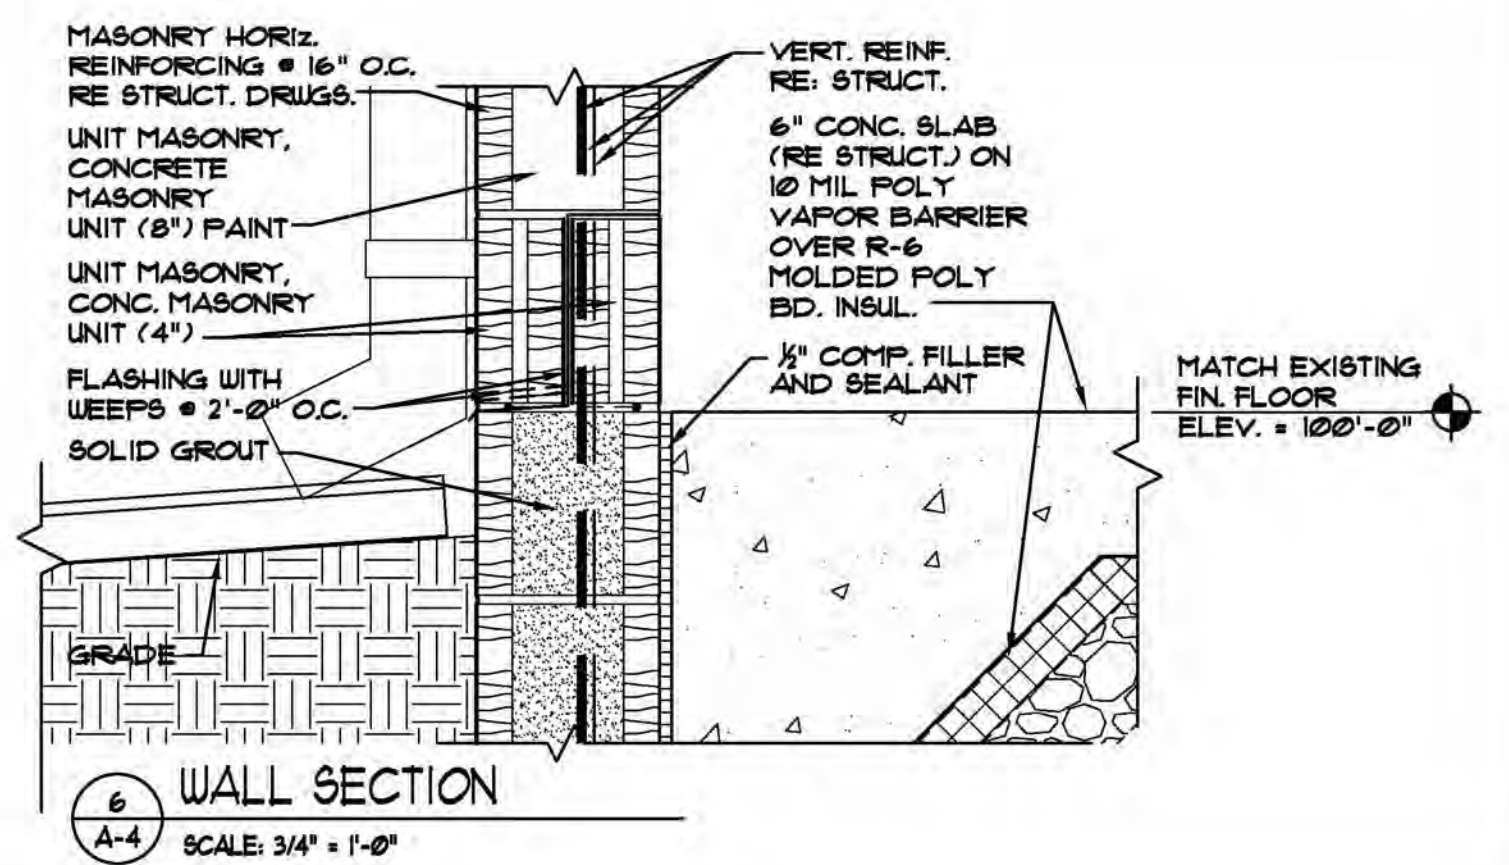 MASONRY HORIZ.
REINFORCING @ 16" O.C.
RE STRUCT. DRWGS.
UNIT MASONRY,
CONCRETE
MASONRY
UNIT (8") PAINT
UNIT MASONRY,
CONC. MASONRY
UNIT (4")
FLASHING WITH
WEEPS @ 2'-0" O.C.
SOLID GROUT
GRADE
VERT. REINF.
RE: STRUCT.
6" CONC. SLAB
(RE STRUCT.) ON
10 MIL POLY
VAPOR BARRIER
OVER R-6
MOLDED POLY
BD. INSUL.
½" COMP. FILLER
AND SEALANT
MATCH EXISTING
FIN. FLOOR
ELEV. = 100'-0"
6
A-4
WALL SECTION
SCALE: 3/4" = 1'-0"